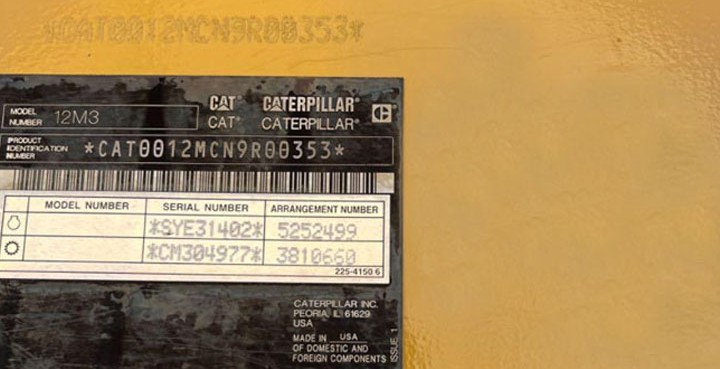 *CAT0012MCN9R00353*
CAT® CATERPILLAR®
MODEL NUMBER 12M3
CAT® CATERPILLAR®
PRODUCT IDENTIFICATION NUMBER *CAT0012MCN9R00353*
MODEL NUMBER SERIAL NUMBER ARRANGEMENT NUMBER
*SYE31402* 5252499
*CM304977* 3810660
225-4150 6
CATERPILLAR INC.
PEORIA, IL 61629
USA
MADE IN USA
OF DOMESTIC AND
FOREIGN COMPONENTS
ISSUE 1